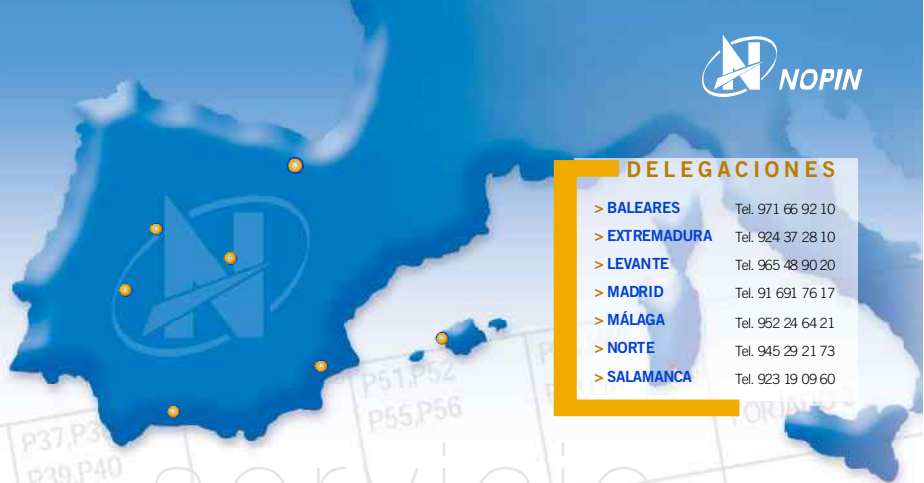 NOPIN
DELEGACIONES
> BALEARES Tel. 971 66 92 10
> EXTREMADURA Tel. 924 37 28 10
> LEVANTE Tel. 965 48 90 20
> MADRID Tel. 91 691 76 17
> MÁLAGA Tel. 952 24 64 21
> NORTE Tel. 945 29 21 73
> SALAMANCA Tel. 923 19 09 60
P51,P52
P55,P56
P39,P40